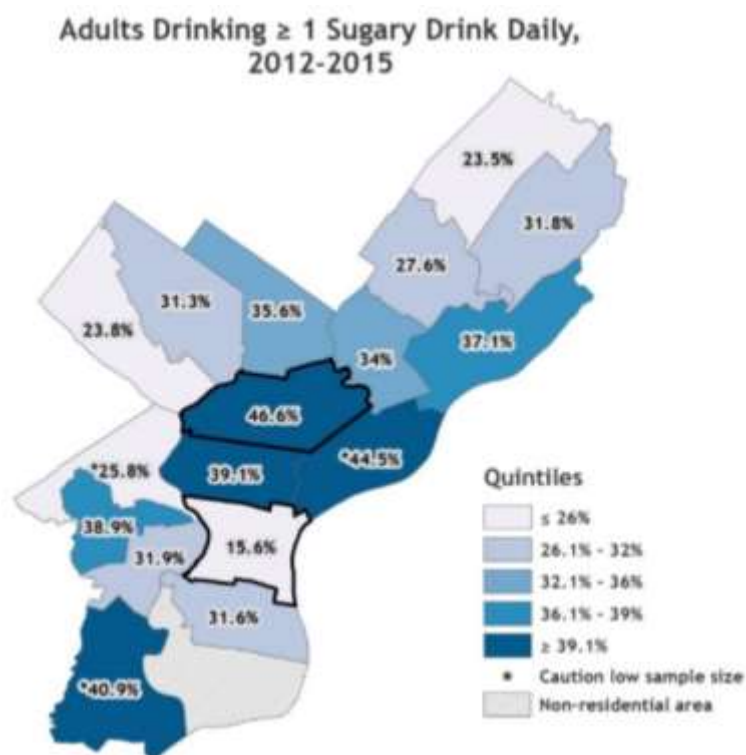 Adults Drinking ≥ 1 Sugary Drink Daily,
2012-2015
23.5%
31.8%
27.6%
31.3%
35.6%
23.8%
37.1%
34%
46.6%
*25.8%
39.1%
*44.5%
38.9%
31.9%
15.6%
31.6%
*40.9%
Quintiles
≤ 26%
26.1% - 32%
32.1% - 36%
36.1% - 39%
≥ 39.1%
* Caution low sample size
Non-residential area